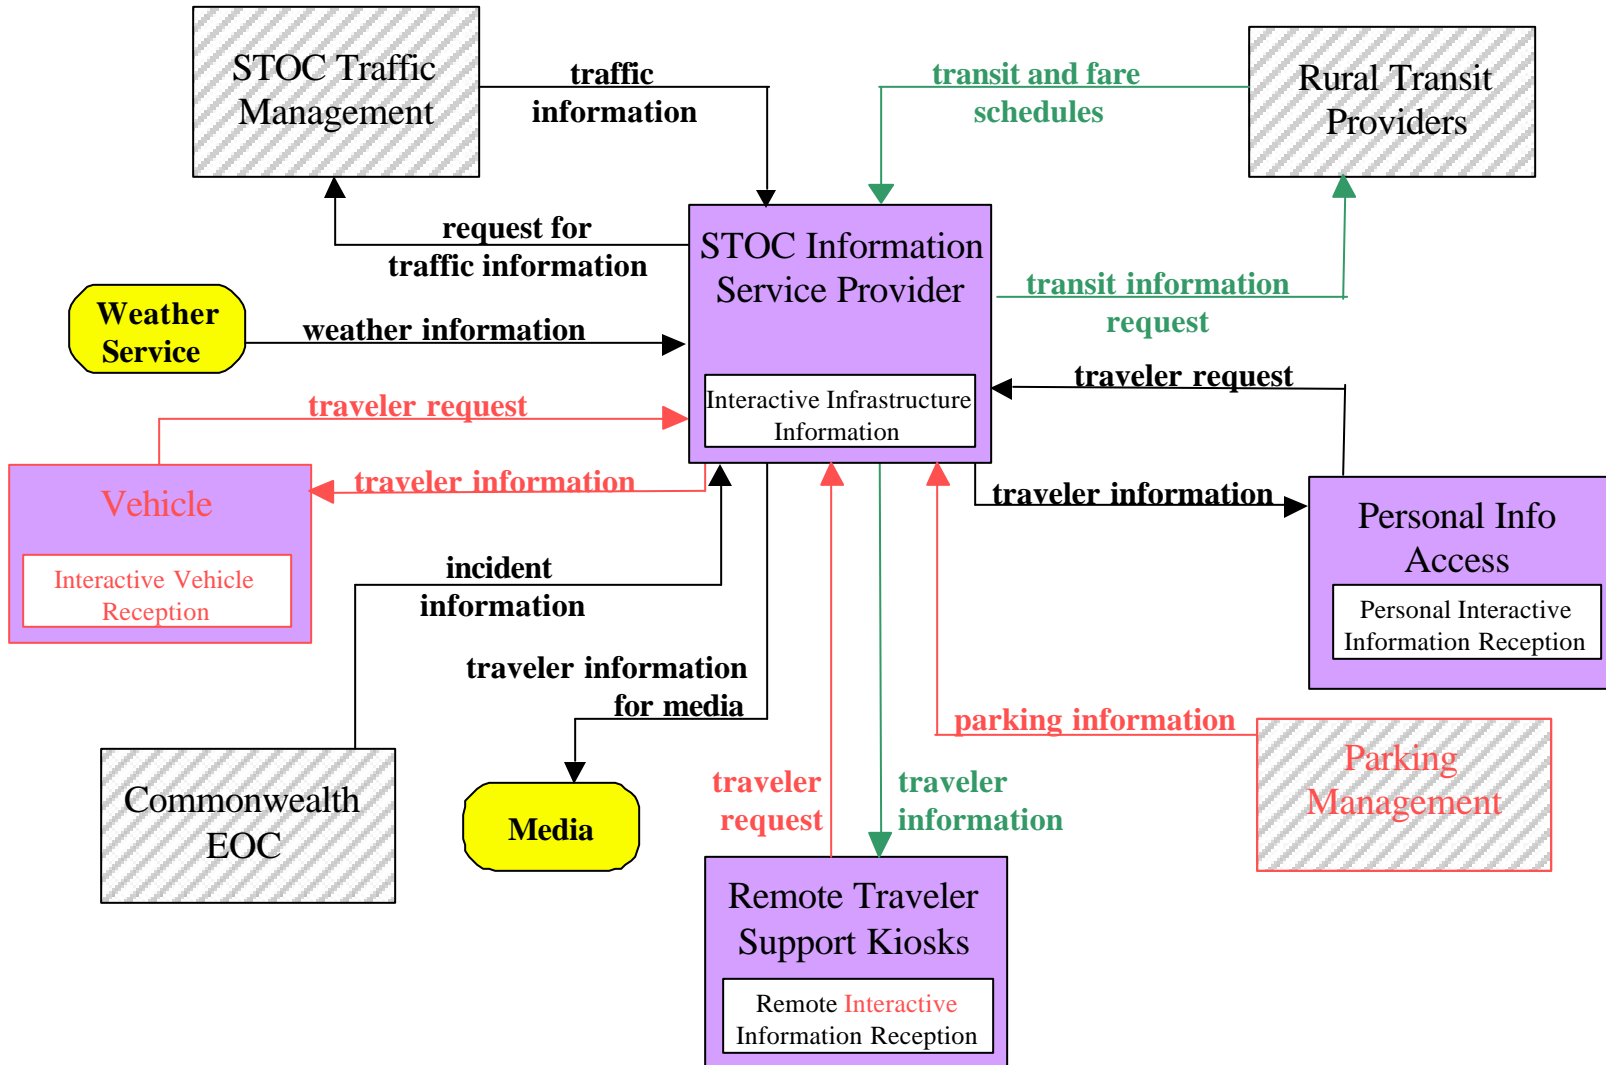 STOC Traffic
Management
traffic
information
transit and fare
schedules
Rural Transit
Providers
request for
traffic information
STOC Information
Service Provider
transit information
request
Weather
Service
weather information
traveler request
Interactive Infrastructure
Information
traveler request
Vehicle
Interactive Vehicle
Reception
traveler information
traveler information
Personal Info
Access
Personal Interactive
Information Reception
incident
information
traveler information
for media
parking information
Parking
Management
Commonwealth
EOC
Media
traveler
request
traveler
information
Remote Traveler
Support Kiosks
Remote Interactive
Information Reception